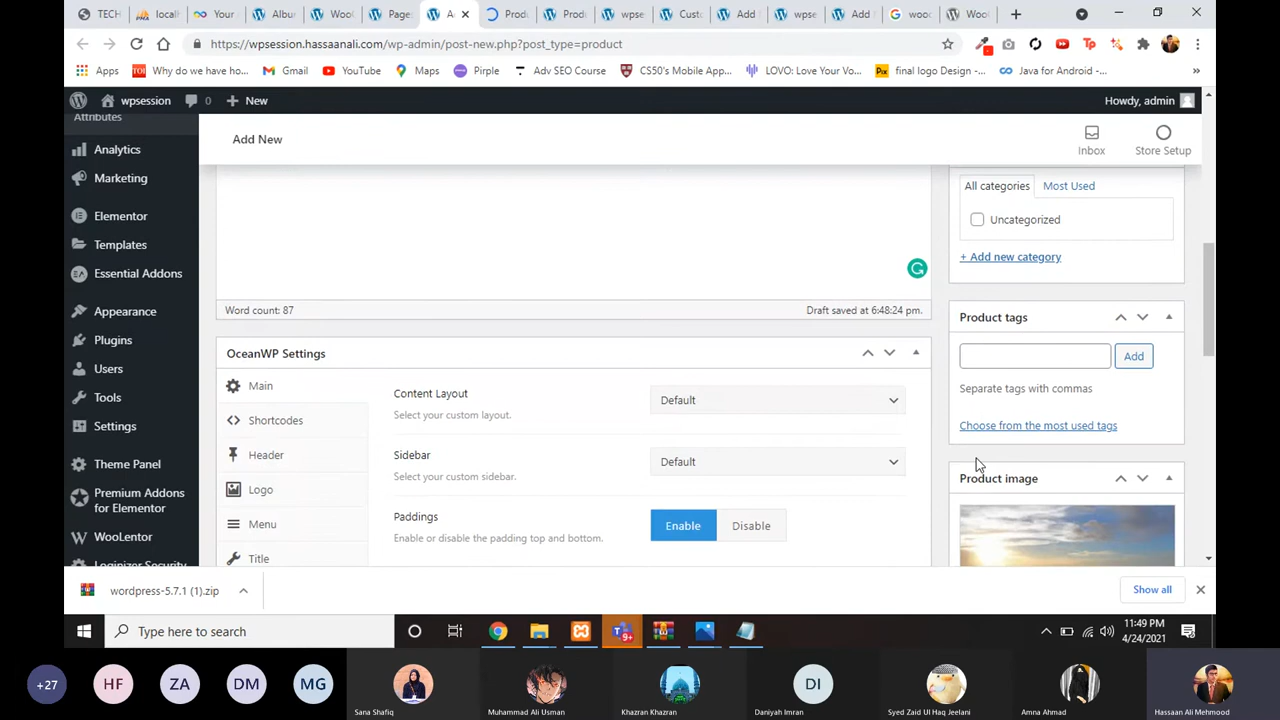 TECH
locall
Your
Albu
Woo
Pages
A
Produ
Prod
wpse
Custo
Add
wpse
Add
wooc
Woo
https://wpsession.hassaanali.com/wp-admin/post-new.php?post_type=product
Apps
TOI
Why do we have ho...
Gmail
YouTube
Maps
Pirple
Adv SEO Course
CS50's Mobile App...
LOVO: Love Your Vo...
Pix
final logo Design -...
Java for Android -...
»
wpsession
0
New
Howdy, admin
Attributes
Analytics
Marketing
Elementor
Templates
Essential Addons
Appearance
Plugins
Users
Tools
Settings
Theme Panel
Premium Addons
for Elementor
WooLentor
Loginizer Security
Add New
Inbox
Store Setup
Word count: 87
Draft saved at 6:48:24 pm.
OceanWP Settings
Main
Shortcodes
Header
Logo
Menu
Title
Content Layout
Default
Select your custom layout.
Sidebar
Default
Select your custom sidebar.
Paddings
Enable
Disable
Enable or disable the padding top and bottom.
All categories
Most Used
Uncategorized
+ Add new category
Product tags
Add
Separate tags with commas
Choose from the most used tags
Product image
wordpress-5.7.1 (1).zip
Show all
Type here to search
9+
11:49 PM
4/24/2021
+27
HF
ZA
DM
MG
DI
Sana Shafiq
Muhammad Ali Usman
Khazran Khazran
Daniyah Imran
Syed Zaid Ul Haq Jeelani
Amna Ahmad
Hassaan Ali Mehmood